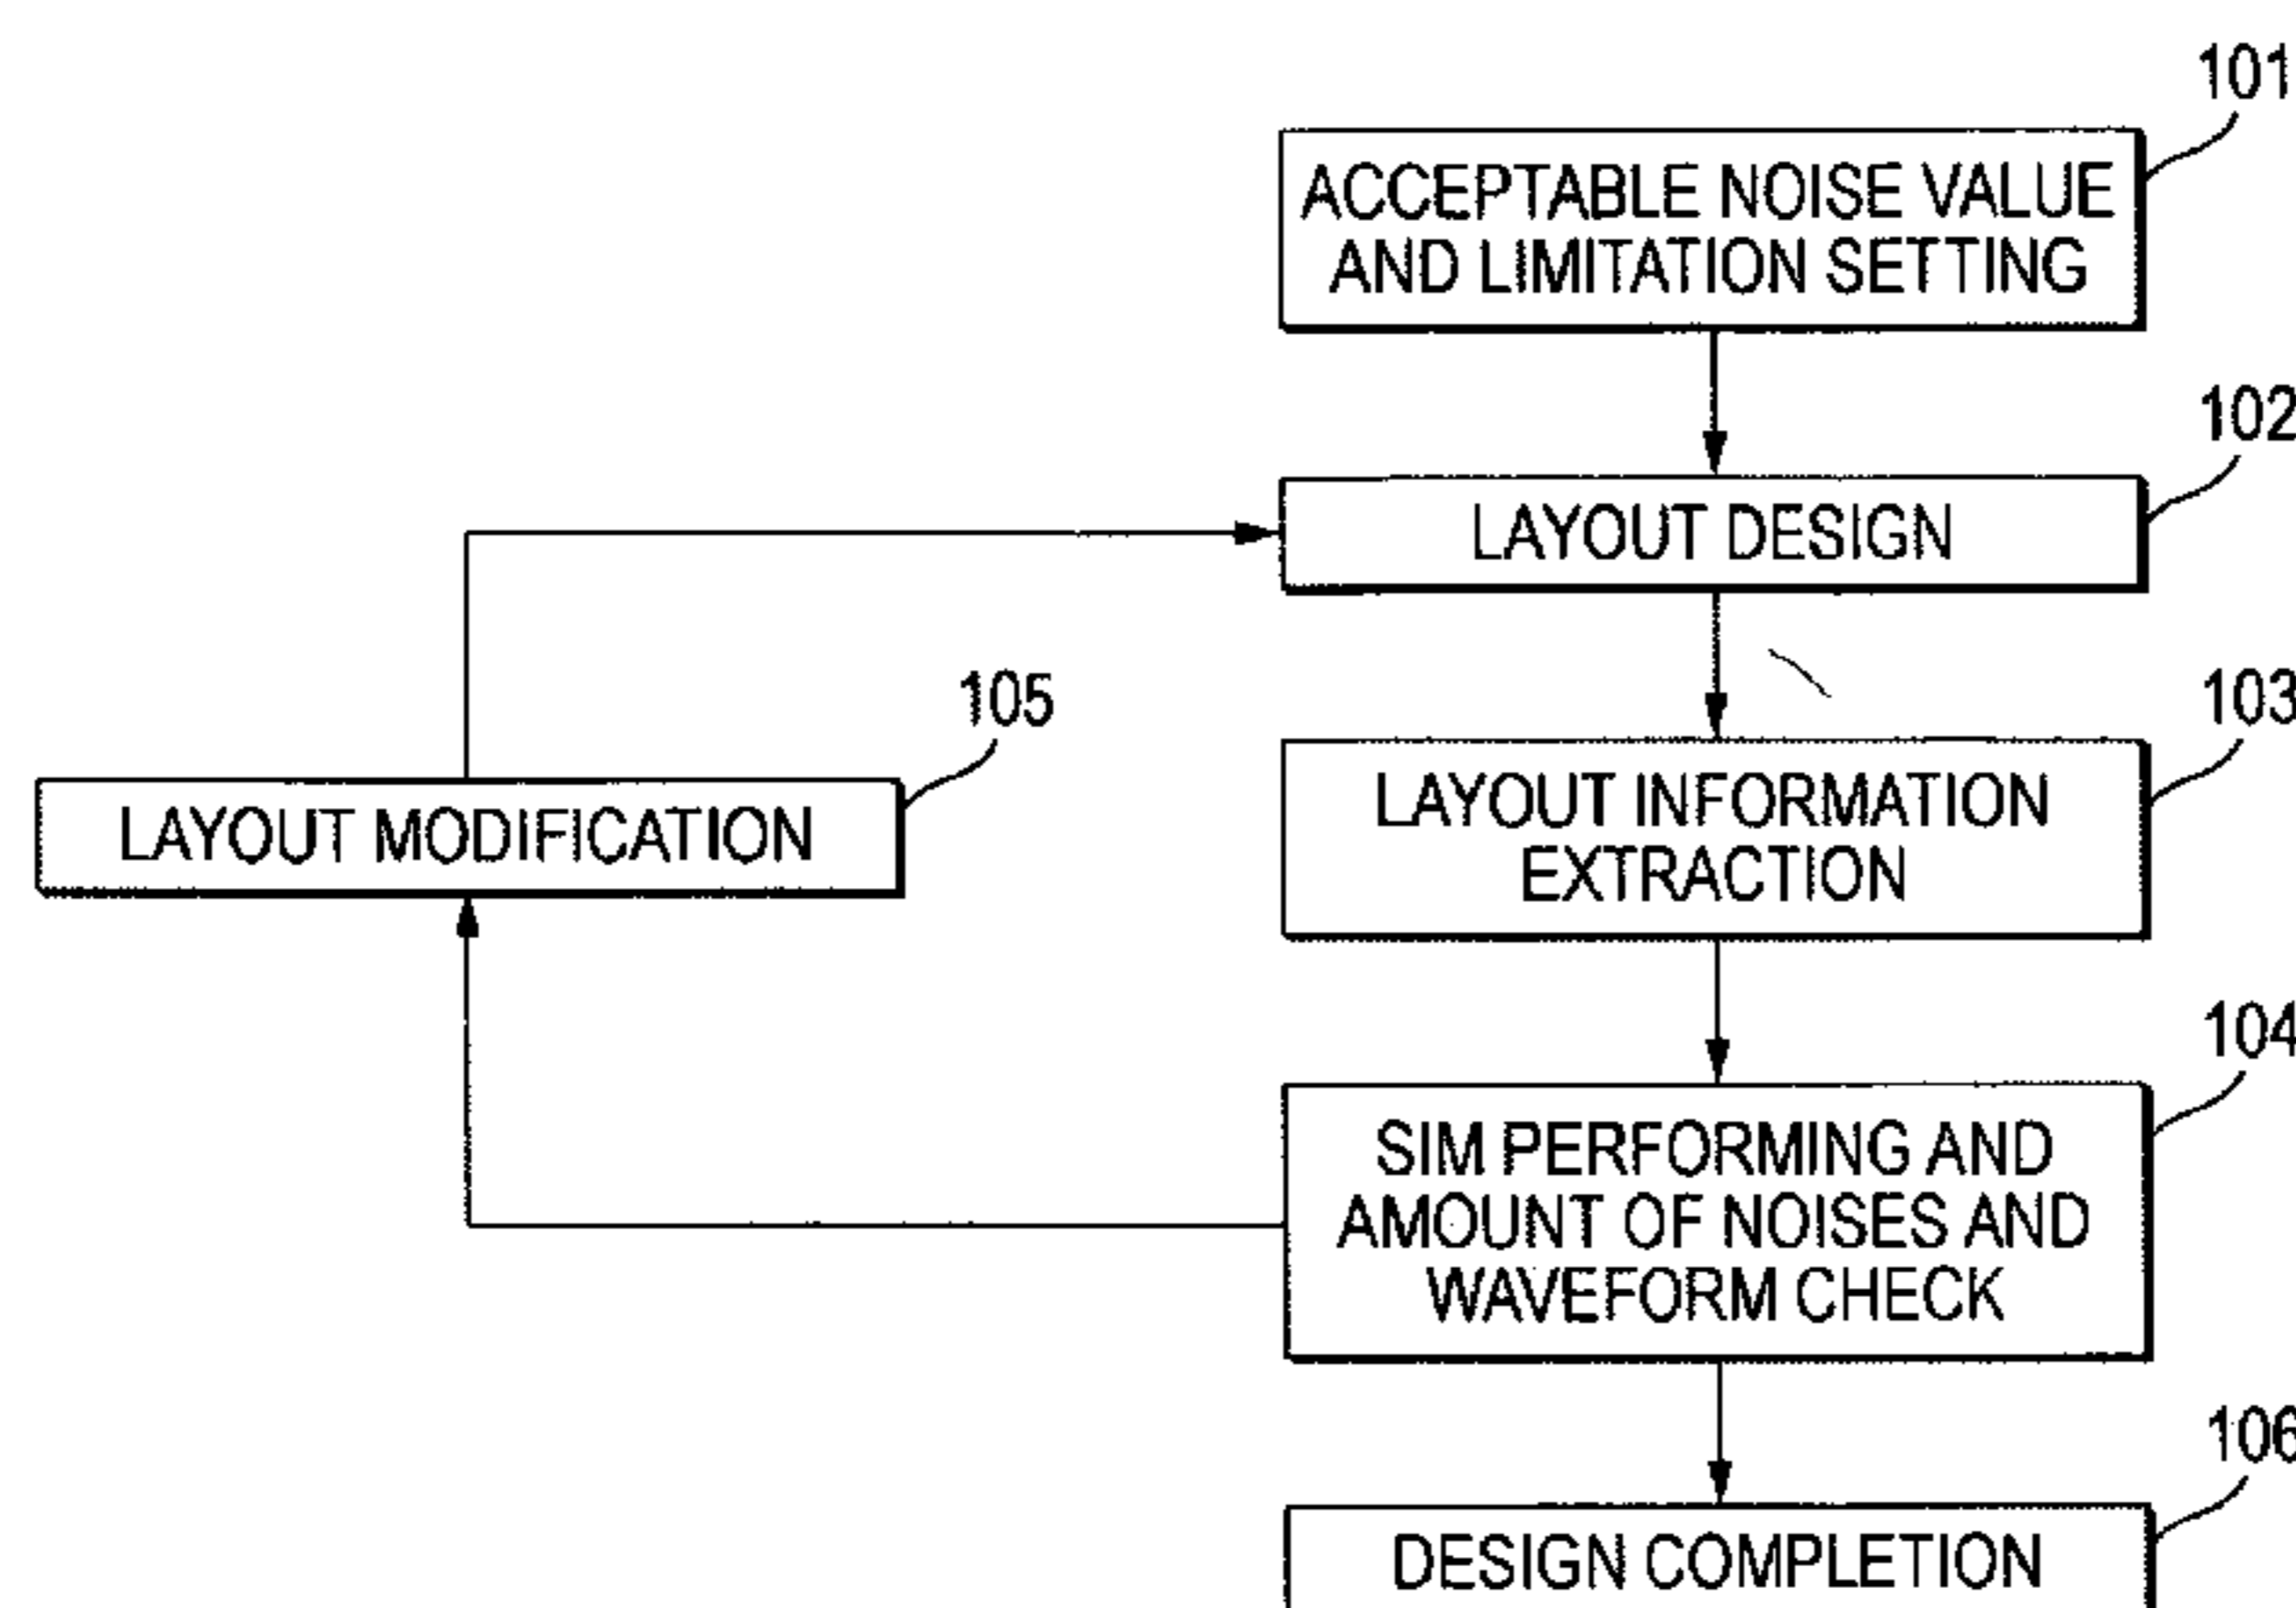 101
ACCEPTABLE NOISE VALUE
AND LIMITATION SETTING
102
LAYOUT DESIGN
105
LAYOUT MODIFICATION
103
LAYOUT INFORMATION
EXTRACTION
104
SIM PERFORMING AND
AMOUNT OF NOISES AND
WAVEFORM CHECK
106
DESIGN COMPLETION